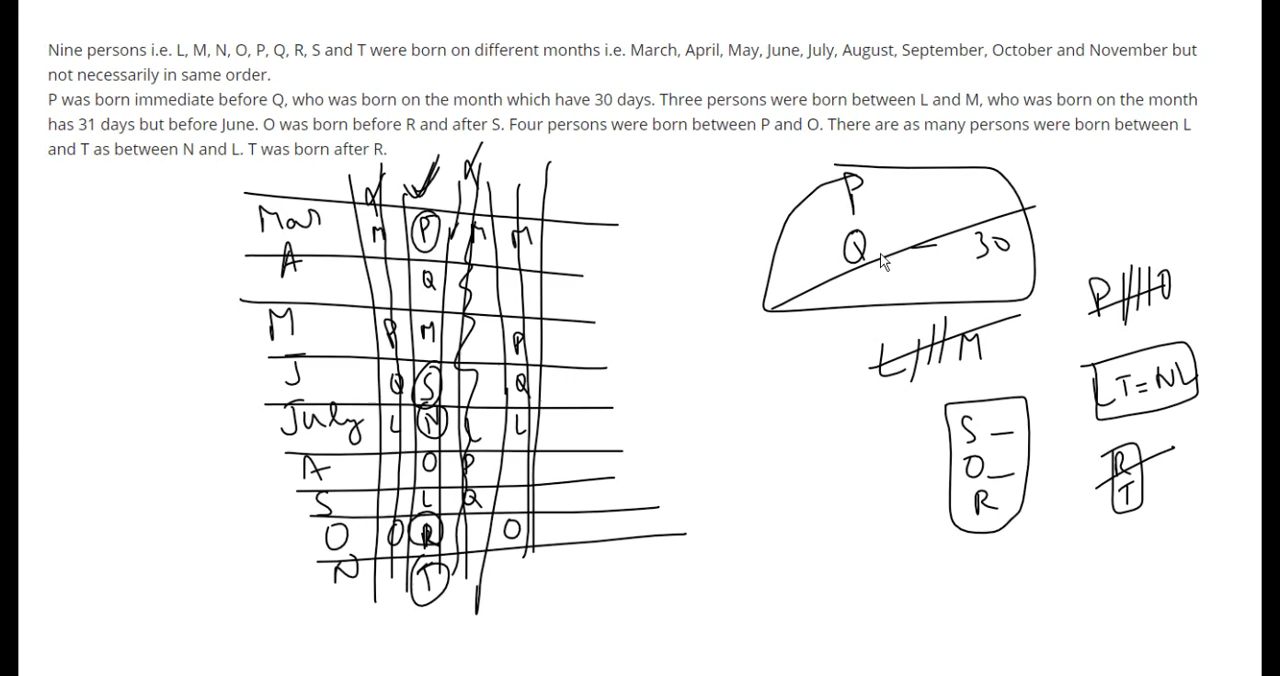 Nine persons i.e. L, M, N, O, P, Q, R, S and T were born on different months i.e. March, April, May, June, July, August, September, October and November but
not necessarily in same order.
P was born immediate before Q, who was born on the month which have 30 days. Three persons were born between L and M, who was born on the month
has 31 days but before June. O was born before R and after S. Four persons were born between P and O. There are as many persons were born between L
and T as between N and L. T was born after R.
Mar M P M M
A Q
M P M P
J Q S Q
July L N L L
A O P
S L Q
O O R O
N T
P
Q – 30
L///M
S –
O –
R
P////O
LT = NL
R
T